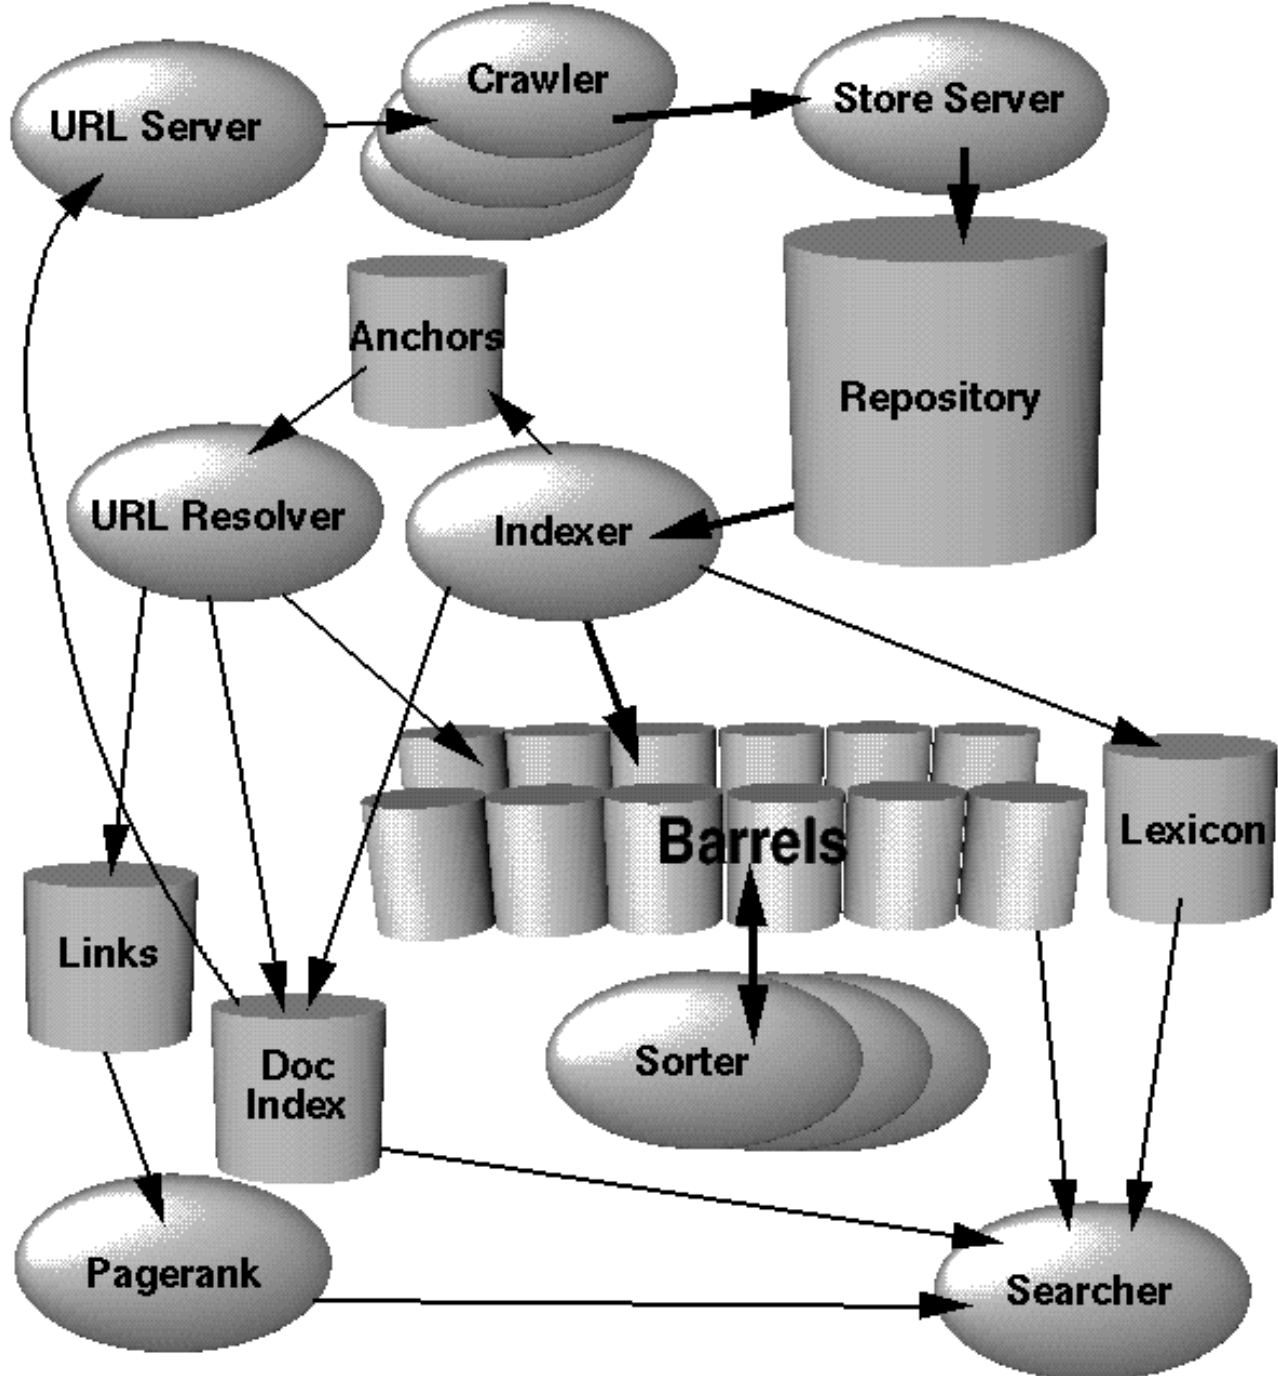 Crawler
URL Server
Store Server
Anchors
Repository
URL Resolver
Indexer
Barrels
Lexicon
Links
Doc
Index
Sorter
Pagerank
Searcher